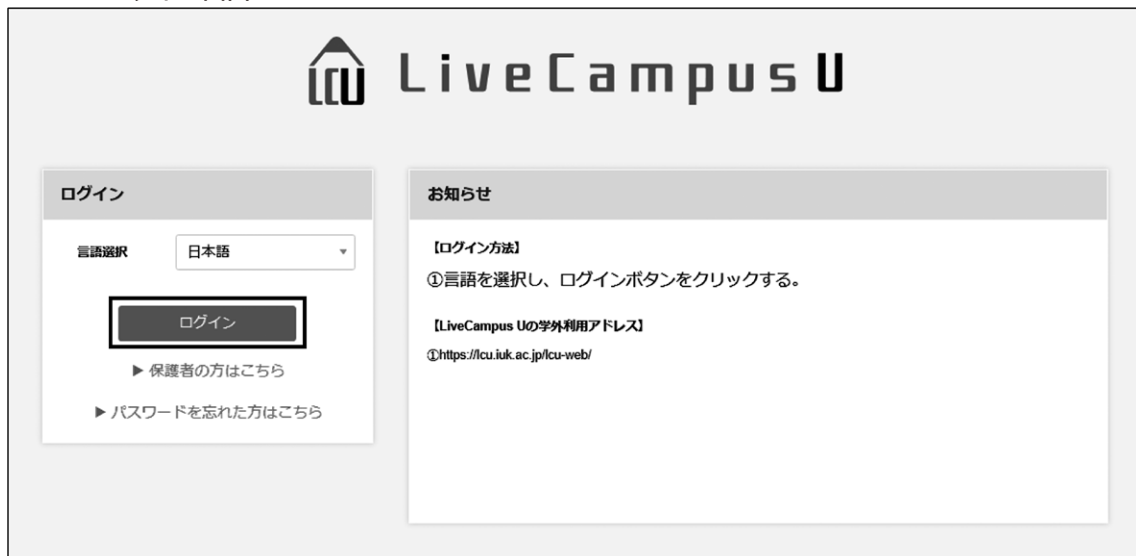 LCU LiveCampus U
ログイン
言語選択 日本語
ログイン
▶ 保護者の方はこちら
▶ パスワードを忘れた方はこちら
お知らせ
【ログイン方法】
①言語を選択し、ログインボタンをクリックする。
【LiveCampus Uの学外利用アドレス】
①https://lcu.iuk.ac.jp/lcu-web/